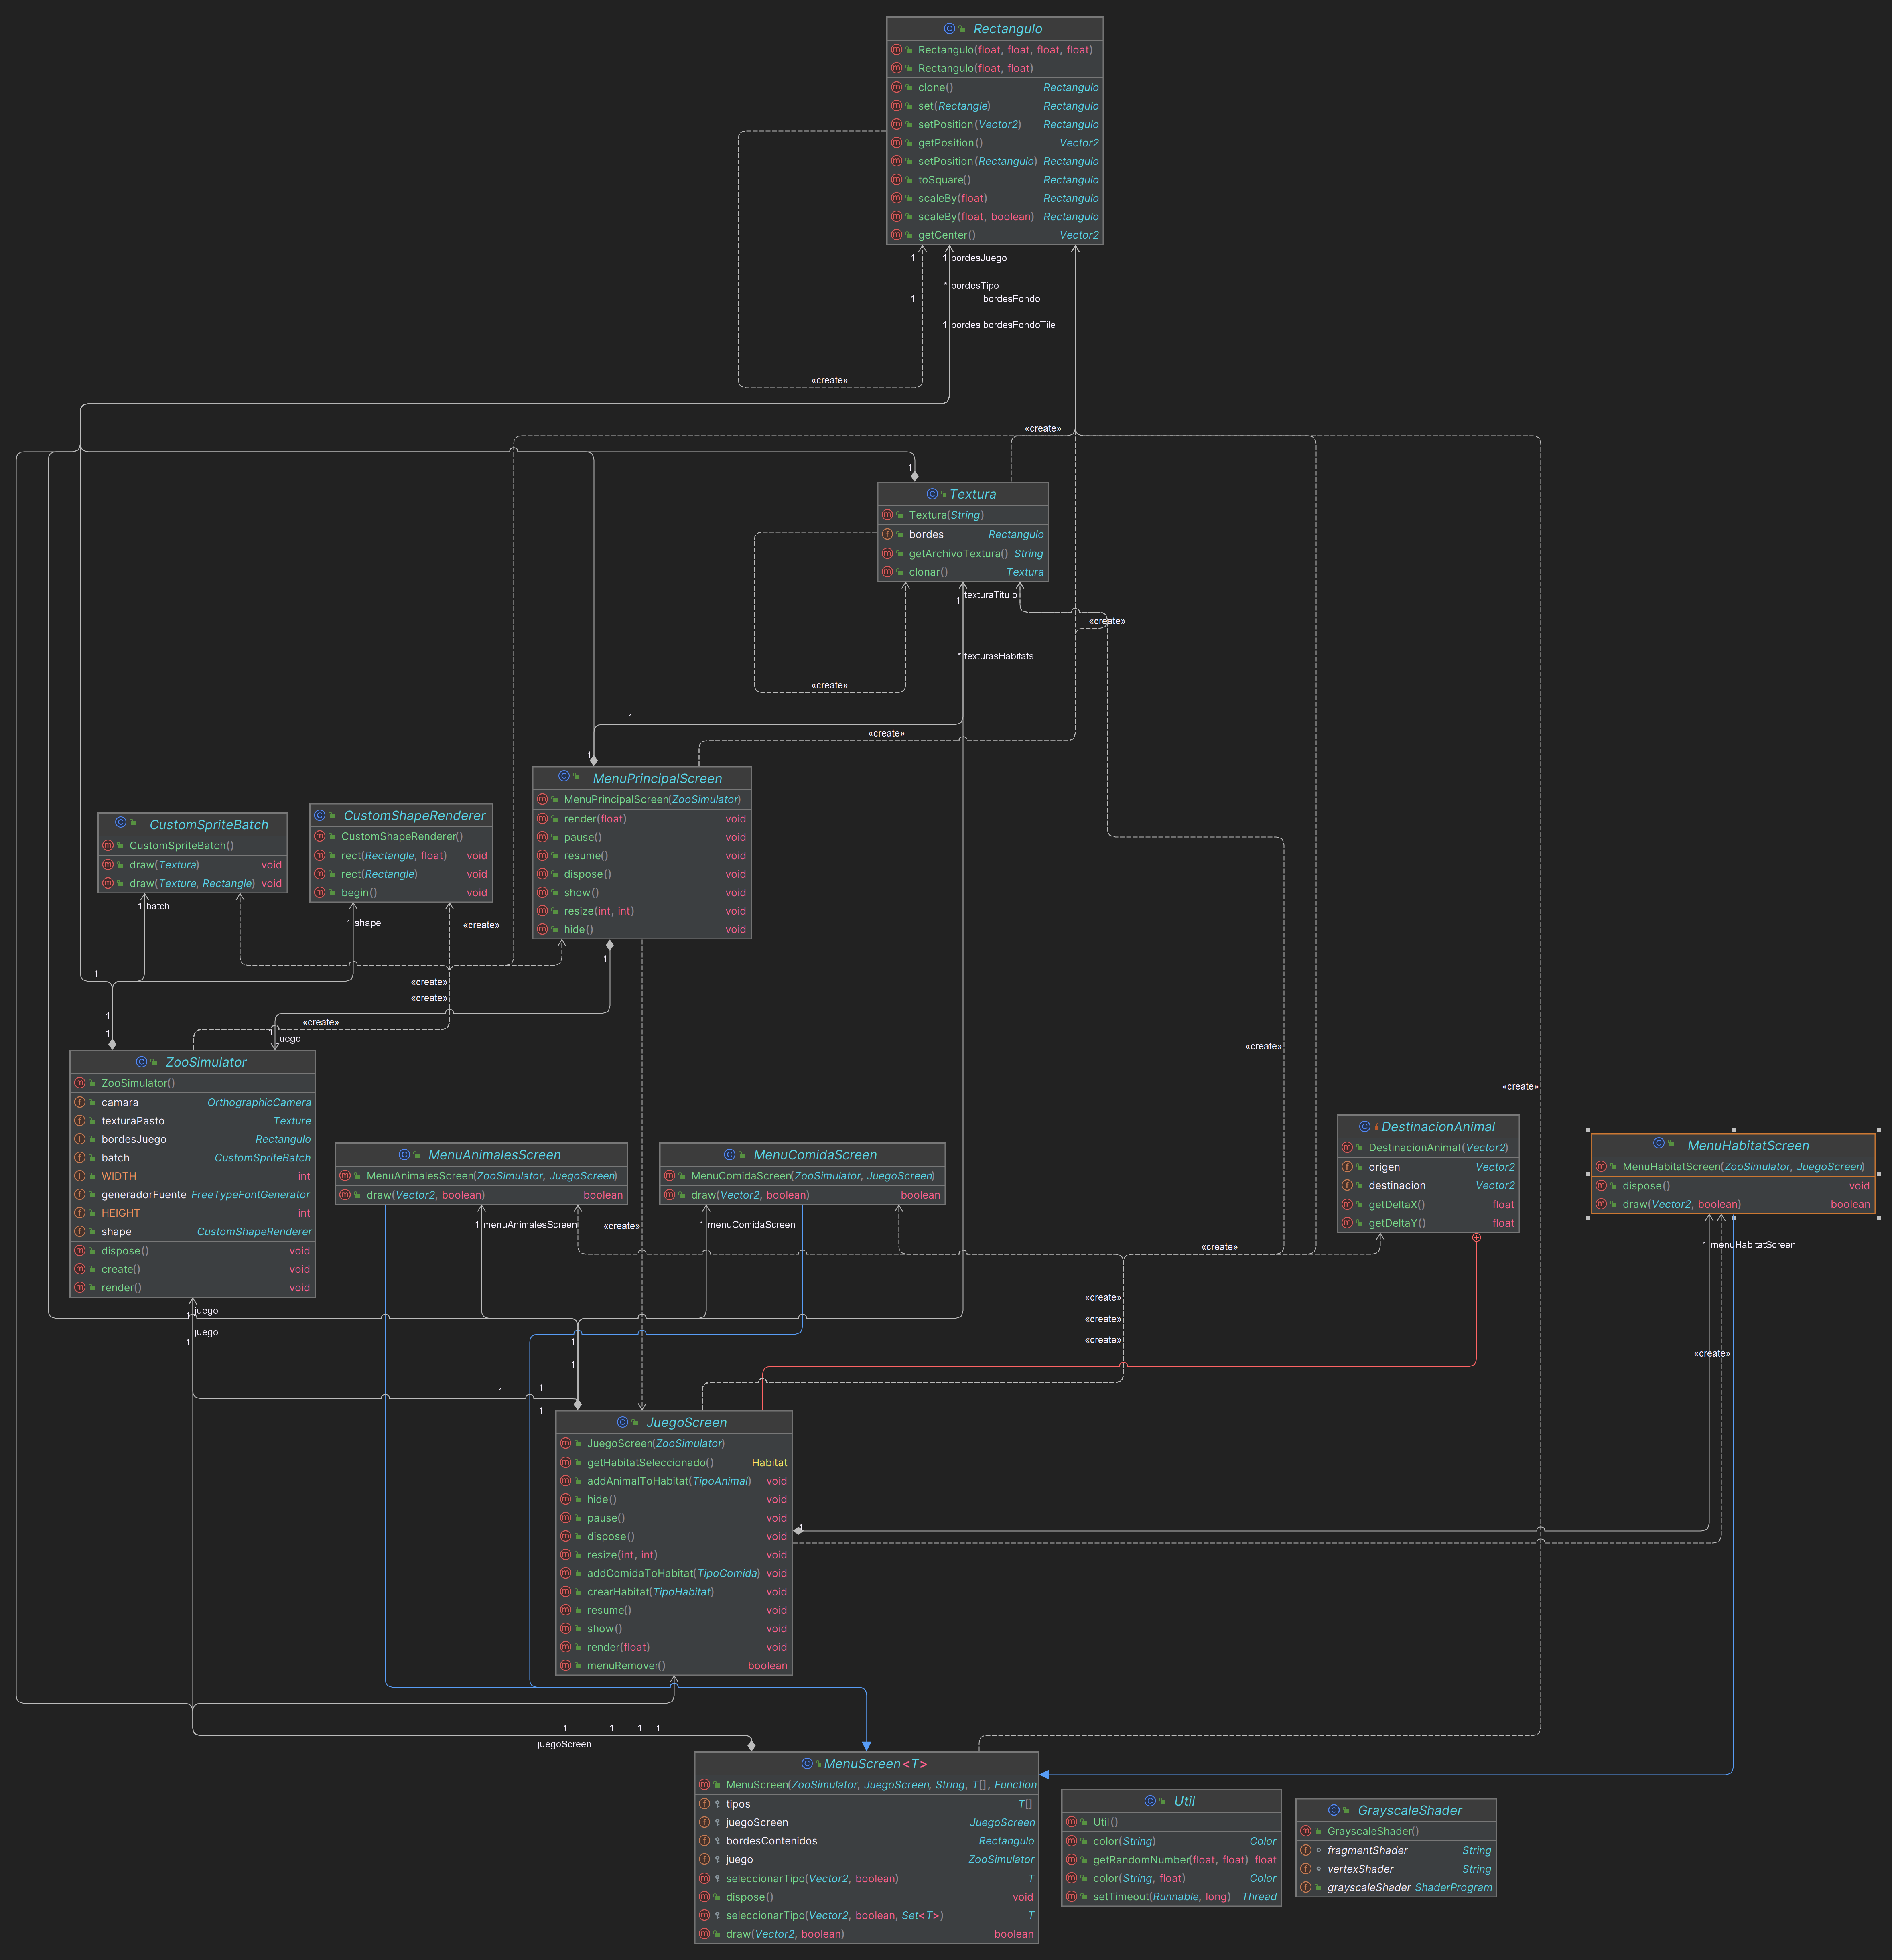 Rectangulo
Rectangulo(float, float, float, float)
Rectangulo(float, float)
clone() Rectangulo
set(Rectangle) Rectangulo
setPosition(Vector2) Rectangulo
getPosition() Vector2
setPosition(Rectangulo) Rectangulo
toSquare() Rectangulo
scaleBy(float) Rectangulo
scaleBy(float, boolean) Rectangulo
getCenter() Vector2
1 1 bordesJuego
* bordesTipo
1 bordesFondo
1 bordes bordesFondoTile
«create»
«create»
1
Textura
Textura(String)
bordes Rectangulo
getArchivoTextura() String
clonar() Textura
1 texturaTitulo
«create»
* texturasHabitats
«create»
1
«create»
1
MenuPrincipalScreen
MenuPrincipalScreen(ZooSimulator)
render(float) void
pause() void
resume() void
dispose() void
show() void
resize(int, int) void
hide() void
CustomSpriteBatch
CustomSpriteBatch()
draw(Textura) void
draw(Texture, Rectangle) void
CustomShapeRenderer
CustomShapeRenderer()
rect(Rectangle, float) void
rect(Rectangle) void
begin() void
1 batch
1 shape
«create»
1
1
«create»
«create»
1
«create»
1
1 juego
ZooSimulator
ZooSimulator()
camara OrthographicCamera
texturaPasto Texture
bordesJuego Rectangulo
batch CustomSpriteBatch
WIDTH int
generadorFuente FreeTypeFontGenerator
HEIGHT int
shape CustomShapeRenderer
dispose() void
create() void
render() void
«create»
«create»
MenuAnimalesScreen
MenuAnimalesScreen(ZooSimulator, JuegoScreen)
draw(Vector2, boolean) boolean
MenuComidaScreen
MenuComidaScreen(ZooSimulator, JuegoScreen)
draw(Vector2, boolean) boolean
DestinacionAnimal
DestinacionAnimal(Vector2)
origen Vector2
destinacion Vector2
getDeltaX() float
getDeltaY() float
MenuHabitatScreen
MenuHabitatScreen(ZooSimulator, JuegoScreen)
dispose() void
draw(Vector2, boolean) boolean
1 menuAnimalesScreen
«create»
1 menuComidaScreen
«create»
1 menuHabitatScreen
«create»
1 juego
«create»
1 juego
1
«create»
«create»
1
1
1
1
JuegoScreen
JuegoScreen(ZooSimulator)
getHabitatSeleccionado() Habitat
addAnimalToHabitat(TipoAnimal) void
hide() void
pause() void
dispose() void
resize(int, int) void
addComidaToHabitat(TipoComida) void
crearHabitat(TipoHabitat) void
resume() void
show() void
render(float) void
menuRemover() boolean
1
1 1 1 1
juegoScreen
MenuScreen<T>
MenuScreen(ZooSimulator, JuegoScreen, String, T[], Function
tipos T[]
juegoScreen JuegoScreen
bordesContenidos Rectangulo
juego ZooSimulator
seleccionarTipo(Vector2, boolean) T
dispose() void
seleccionarTipo(Vector2, boolean, Set<T>) T
draw(Vector2, boolean) boolean
Util
Util()
color(String) Color
getRandomNumber(float, float) float
color(String, float) Color
setTimeout(Runnable, long) Thread
GrayscaleShader
GrayscaleShader()
fragmentShader String
vertexShader String
grayscaleShader ShaderProgram